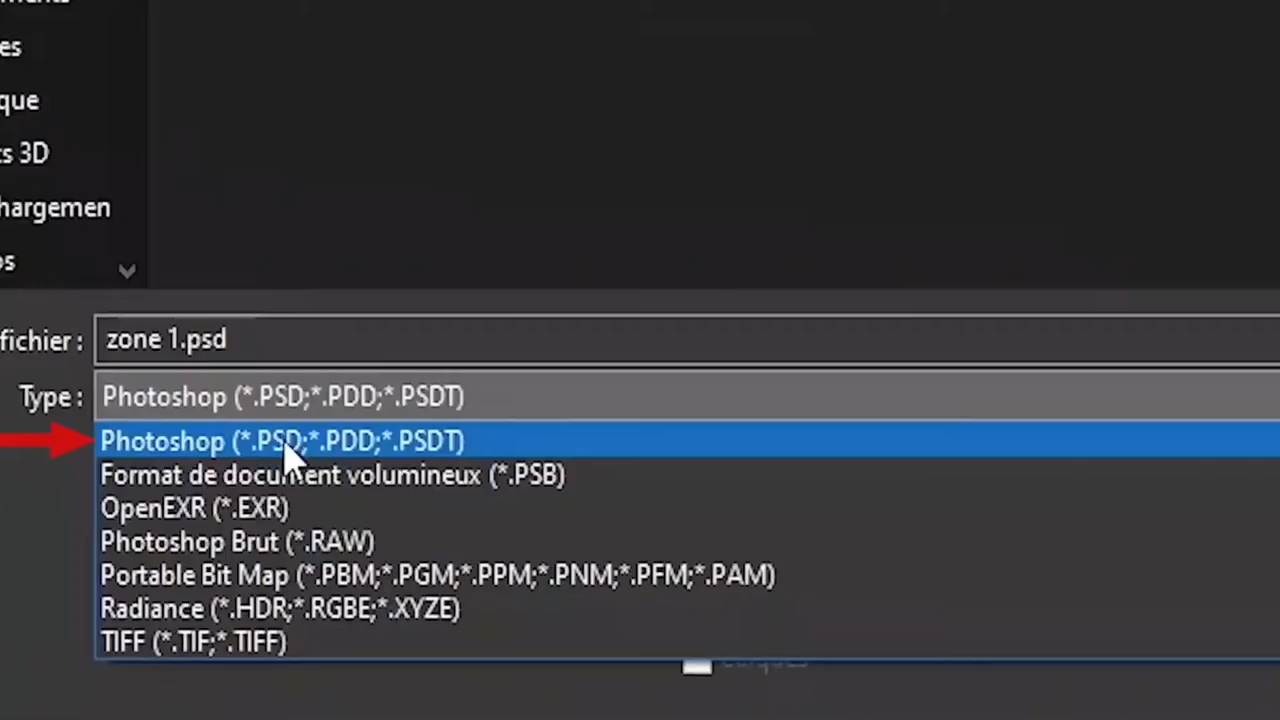 es
que
ts 3D
hargemen
os
fichier :
zone 1.psd
Type :
Photoshop (*.PSD;*.PDD;*.PSDT)
Photoshop (*.PSD;*.PDD;*.PSDT)
Format de document volumineux (*.PSB)
OpenEXR (*.EXR)
Photoshop Brut (*.RAW)
Portable Bit Map (*.PBM;*.PGM;*.PPM;*.PNM;*.PFM;*.PAM)
Radiance (*.HDR;*.RGBE;*.XYZE)
TIFF (*.TIF;*.TIFF)